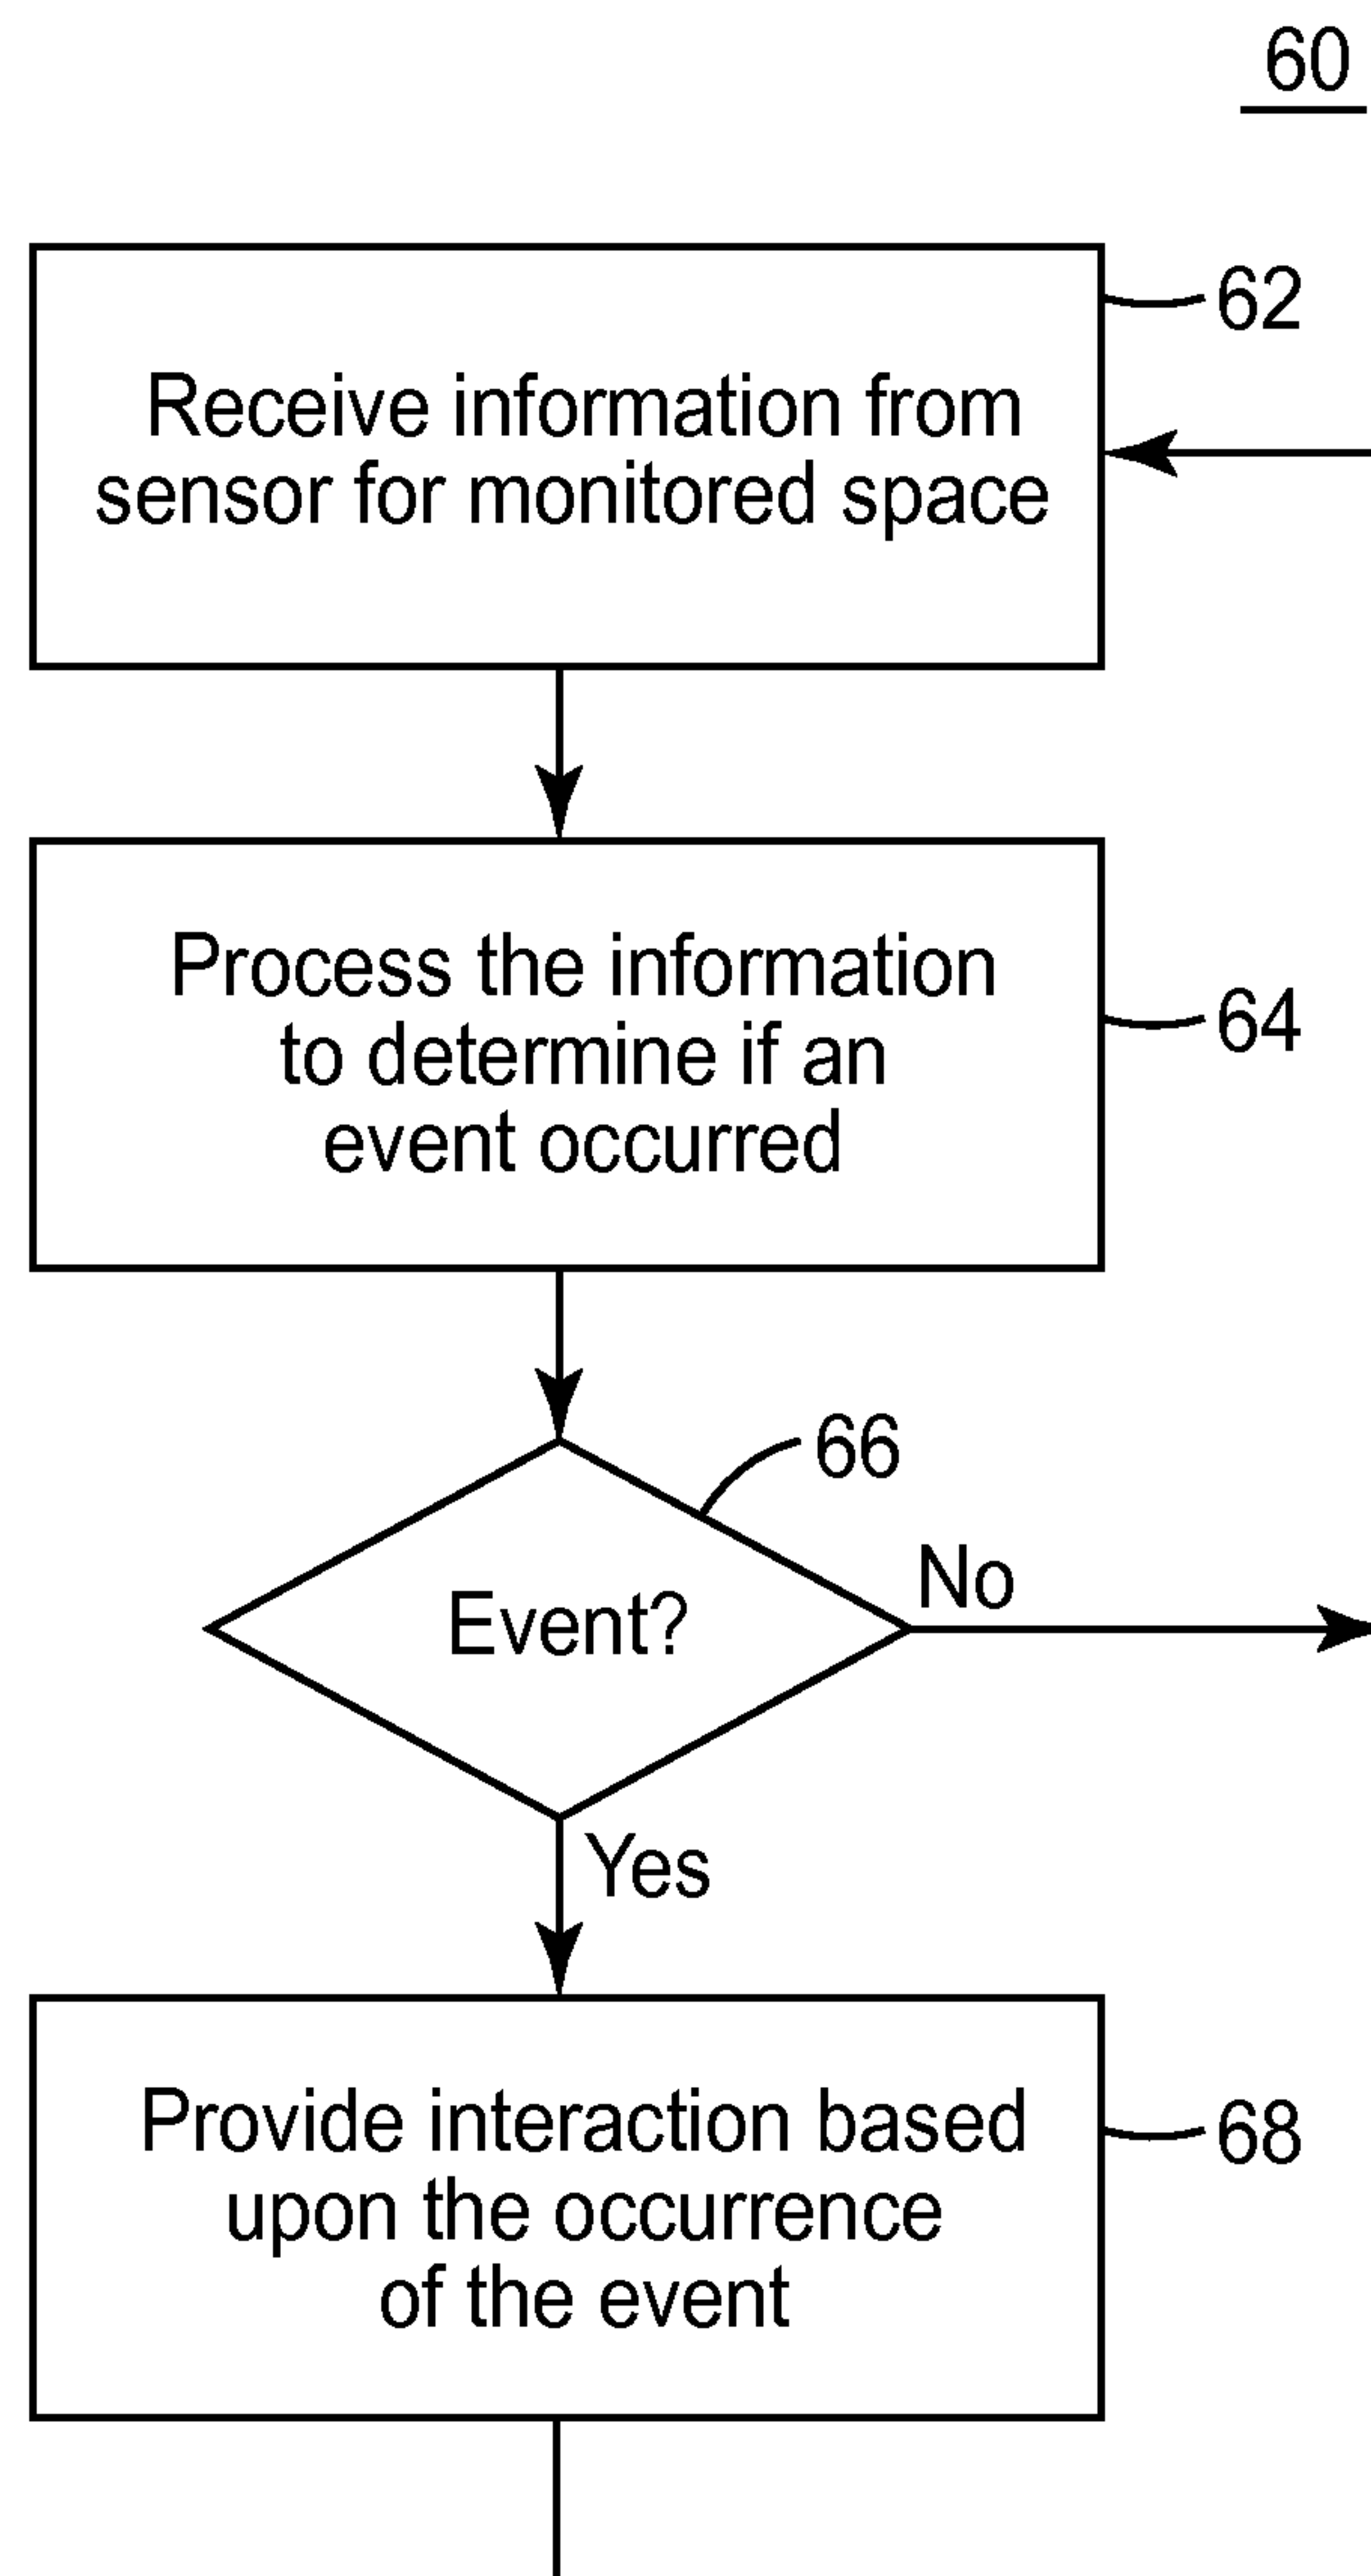 60
62
Receive information from
sensor for monitored space
Process the information
to determine if an
event occurred
64
66
Event?
No
Yes
Provide interaction based
upon the occurrence
of the event
68